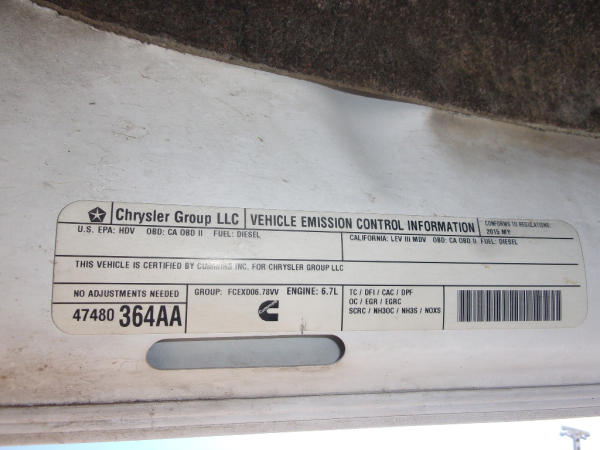 Chrysler Group LLC VEHICLE EMISSION CONTROL INFORMATION CONFORMS TO REGULATIONS:
2015 MY
U.S. EPA: HDV OBD: CA OBD II FUEL: DIESEL
CALIFORNIA: LEV III MDV OBD: CA OBD II FUEL: DIESEL
THIS VEHICLE IS CERTIFIED BY CUMMINS INC. FOR CHRYSLER GROUP LLC
NO ADJUSTMENTS NEEDED
47480 364AA
GROUP: FCEXD06.78VV ENGINE: 6.7L
TC / DFI / CAC / DPF
OC / EGR / EGRC
SCRC / NH3OC / NH3S / NOXS